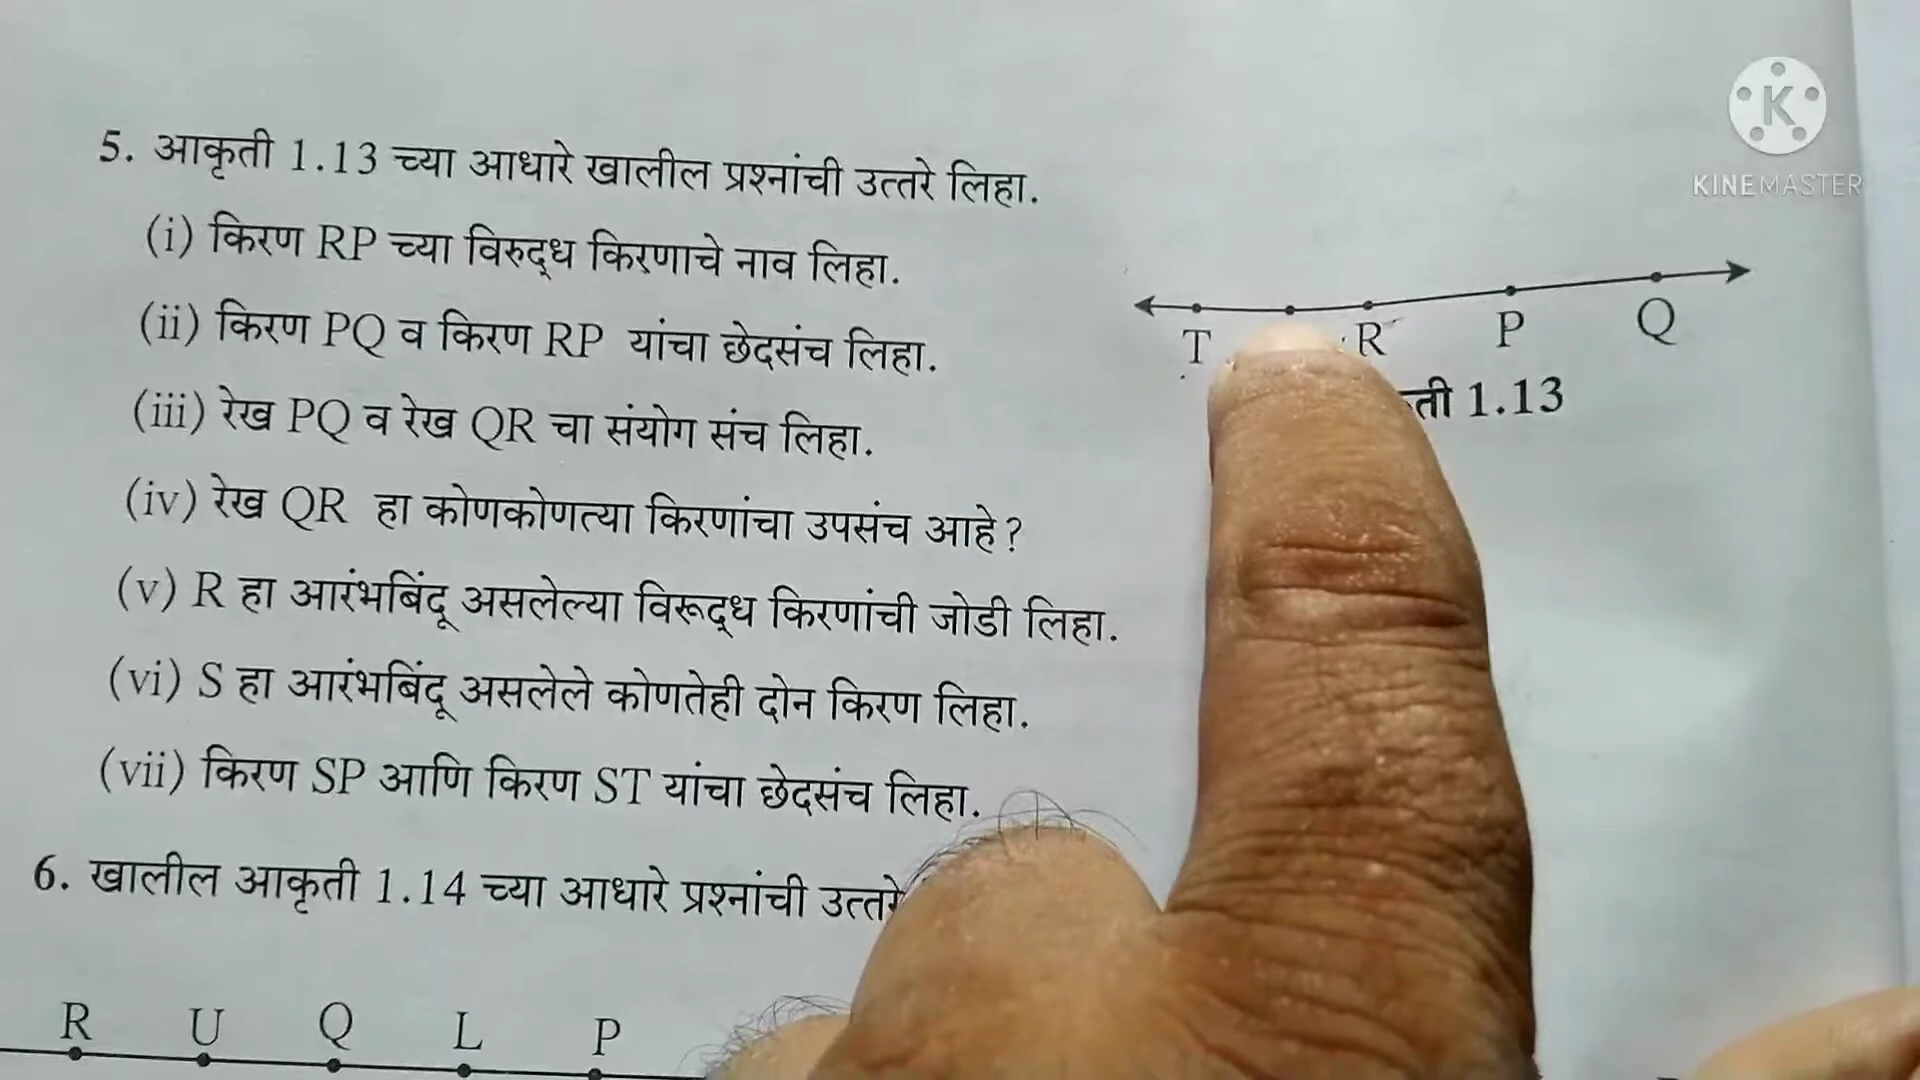 KINEMASTER
5. आकृती 1.13 च्या आधारे खालील प्रश्नांची उत्तरे लिहा.
(i) किरण RP च्या विरुद्ध किरणाचे नाव लिहा.
(ii) किरण PQ व किरण RP यांचा छेदसंच लिहा.
(iii) रेख PQ व रेख QR चा संयोग संच लिहा.
(iv) रेख QR हा कोणकोणत्या किरणांचा उपसंच आहे?
(v) R हा आरंभबिंदू असलेल्या विरूद्ध किरणांची जोडी लिहा.
(vi) S हा आरंभबिंदू असलेले कोणतेही दोन किरण लिहा.
(vii) किरण SP आणि किरण ST यांचा छेदसंच लिहा.
T R P Q
1.13
6. खालील आकृती 1.14 च्या आधारे प्रश्नांची उत्तरे
R U Q L P